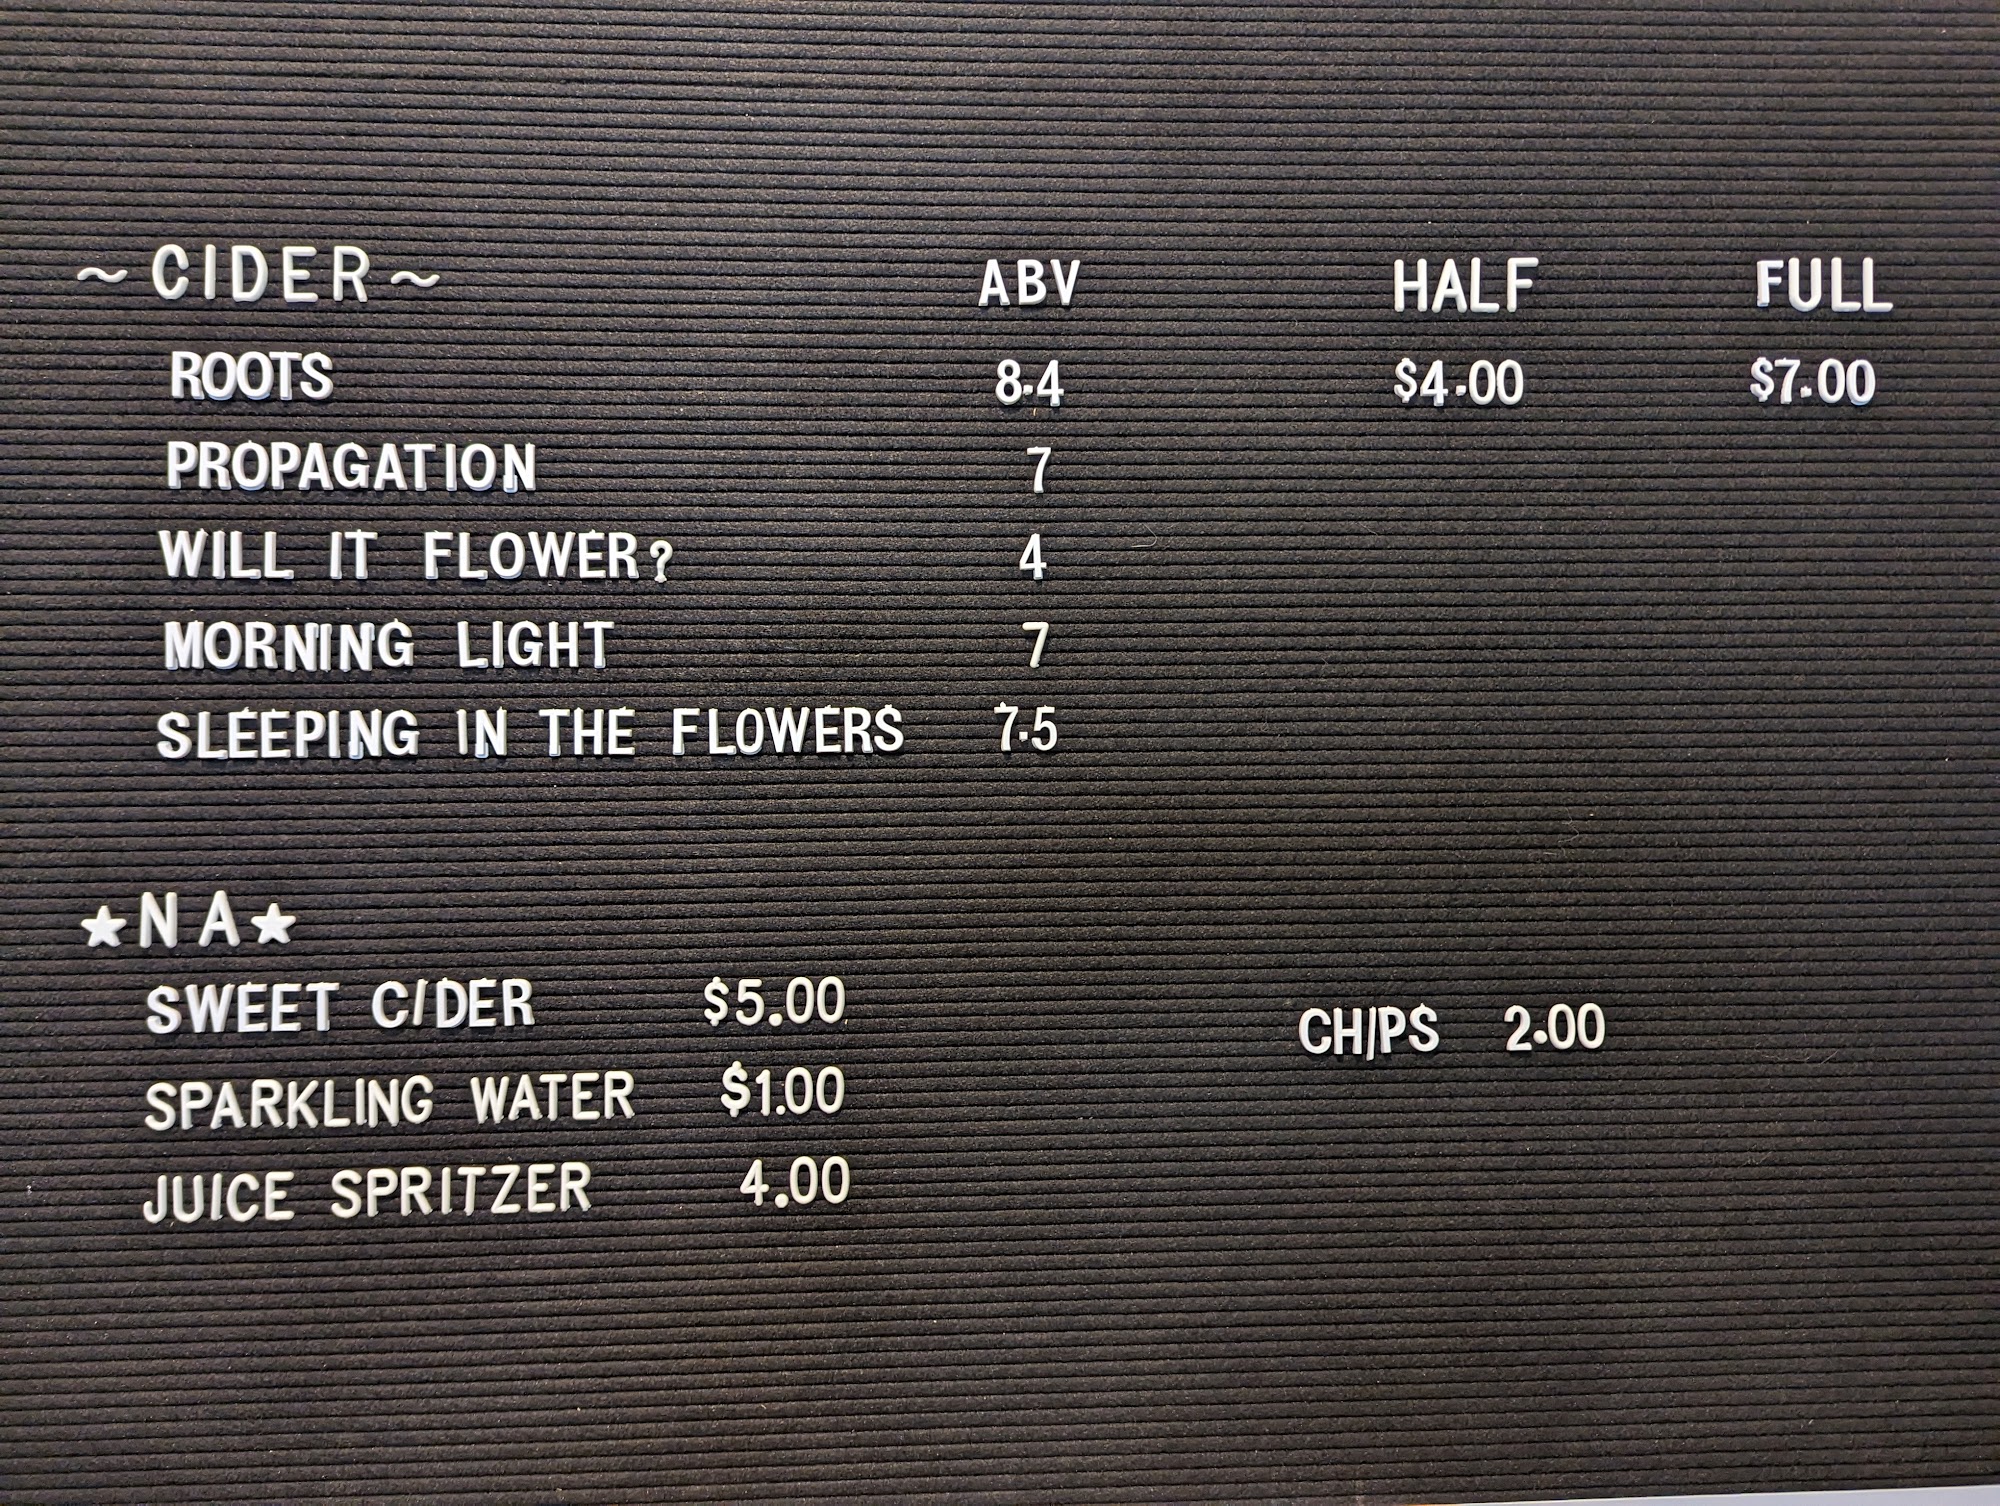 ~CIDER~ ABV HALF FULL
ROOTS 8.4 $4.00 $7.00
PROPAGATION 7
WILL IT FLOWER? 4
MORNING LIGHT 7
SLEEPING IN THE FLOWERS 7.5
★NA★
SWEET CIDER $5.00
CHIPS 2.00
SPARKLING WATER $1.00
JUICE SPRITZER 4.00